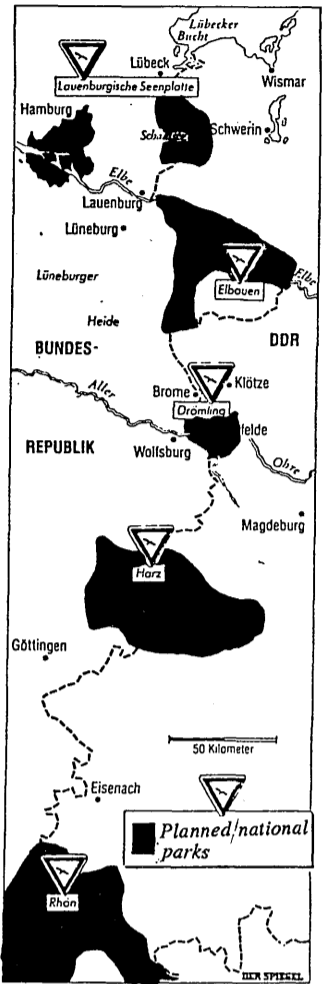 Lübecker
Bucht
Lübeck
Wismar
Lauenburgische Seenplatte
Hamburg
Schwerin
Elbe
Lauenburg
Lüneburg
Elbe
Elbauen
Lüneburger
Heide
DDR
BUNDES-
Aller
Brome
Klötze
Drömling
felde
Wolfsburg
REPUBLIK
Ohre
Magdeburg
Harz
Göttingen
50 Kilometer
Eisenach
Planned/national
parks
Rhön
DER SPIEGEL